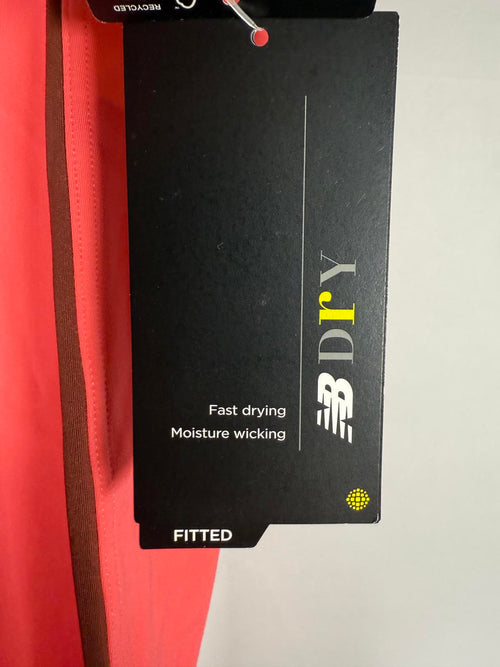 RECYCLED
NB DrY
Fast drying
Moisture wicking
FITTED